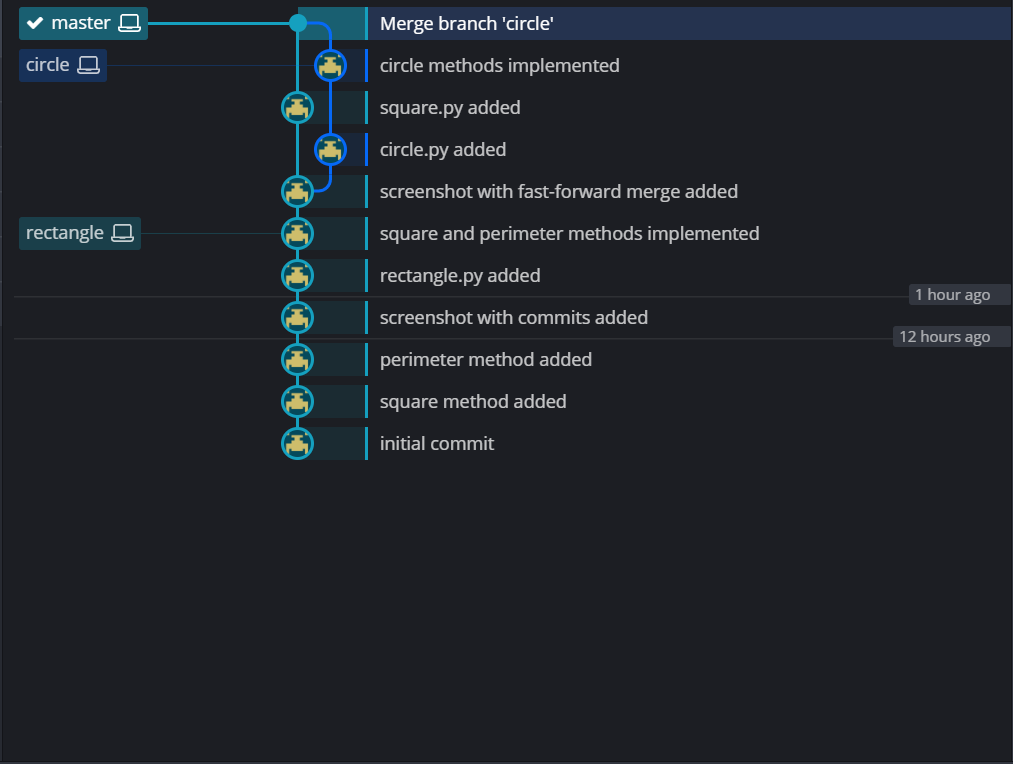 master Merge branch 'circle'
circle circle methods implemented
square.py added
circle.py added
screenshot with fast-forward merge added
rectangle square and perimeter methods implemented
rectangle.py added
1 hour ago
screenshot with commits added
12 hours ago
perimeter method added
square method added
initial commit